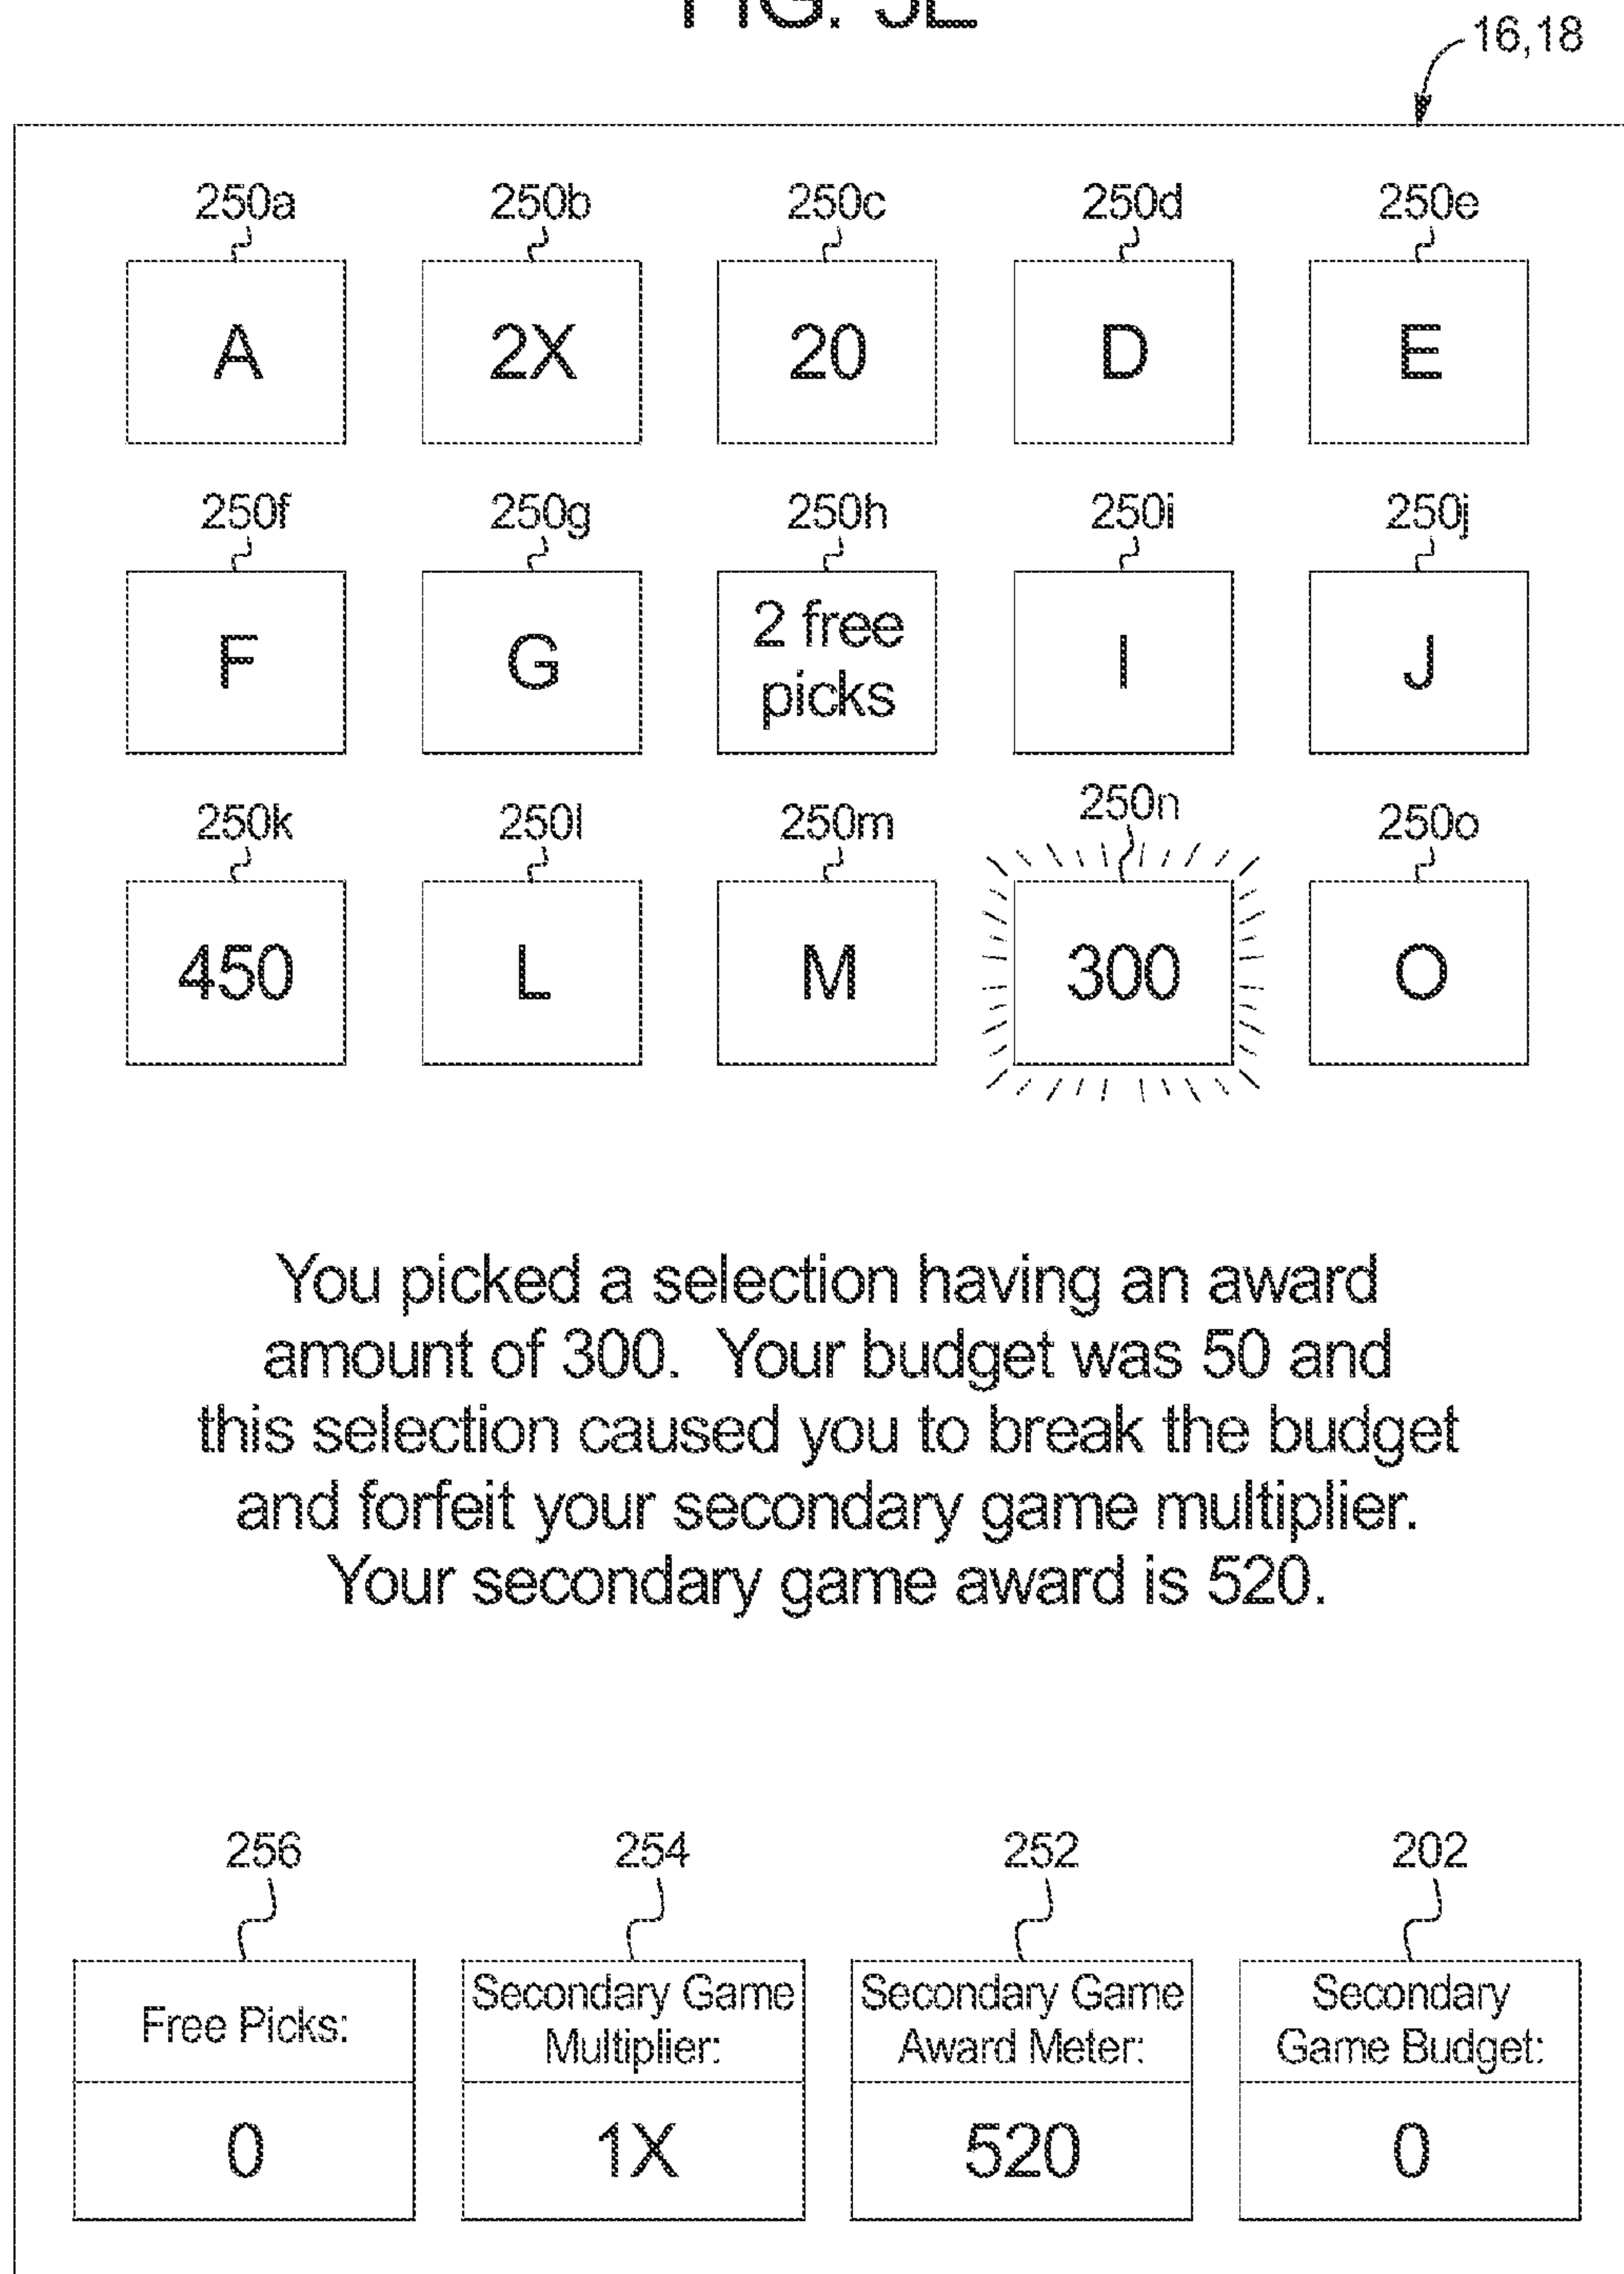 16,18
250a 250b 250c 250d 250e
A 2X 20 D E
250f 250g 250h 250i 250j
F G 2 free I J
picks
250k 250l 250m 250n 250o
450 L M 300 O
You picked a selection having an award
amount of 300. Your budget was 50 and
this selection caused you to break the budget
and forfeit your secondary game multiplier.
Your secondary game award is 520.
256 254 252 202
Free Picks: Secondary Game Secondary Game Secondary
Multiplier: Award Meter: Game Budget:
0 1X 520 0